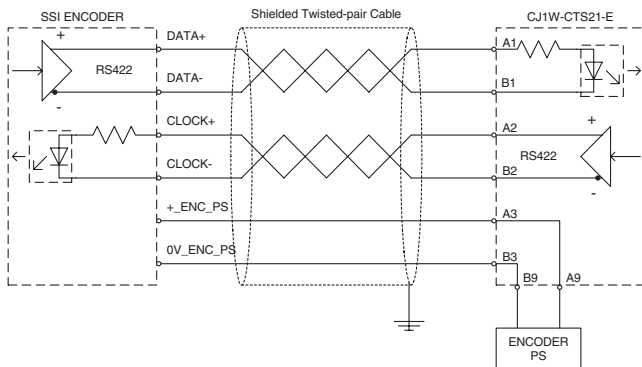 SSI ENCODER
Shielded Twisted-pair Cable
CJ1W-CTS21-E
DATA+
A1
+
RS422
DATA-
B1
-
CLOCK+
A2
+
RS422
CLOCK-
B2
-
+_ENC_PS
A3
0V_ENC_PS
B3
B9
A9
ENCODER
PS